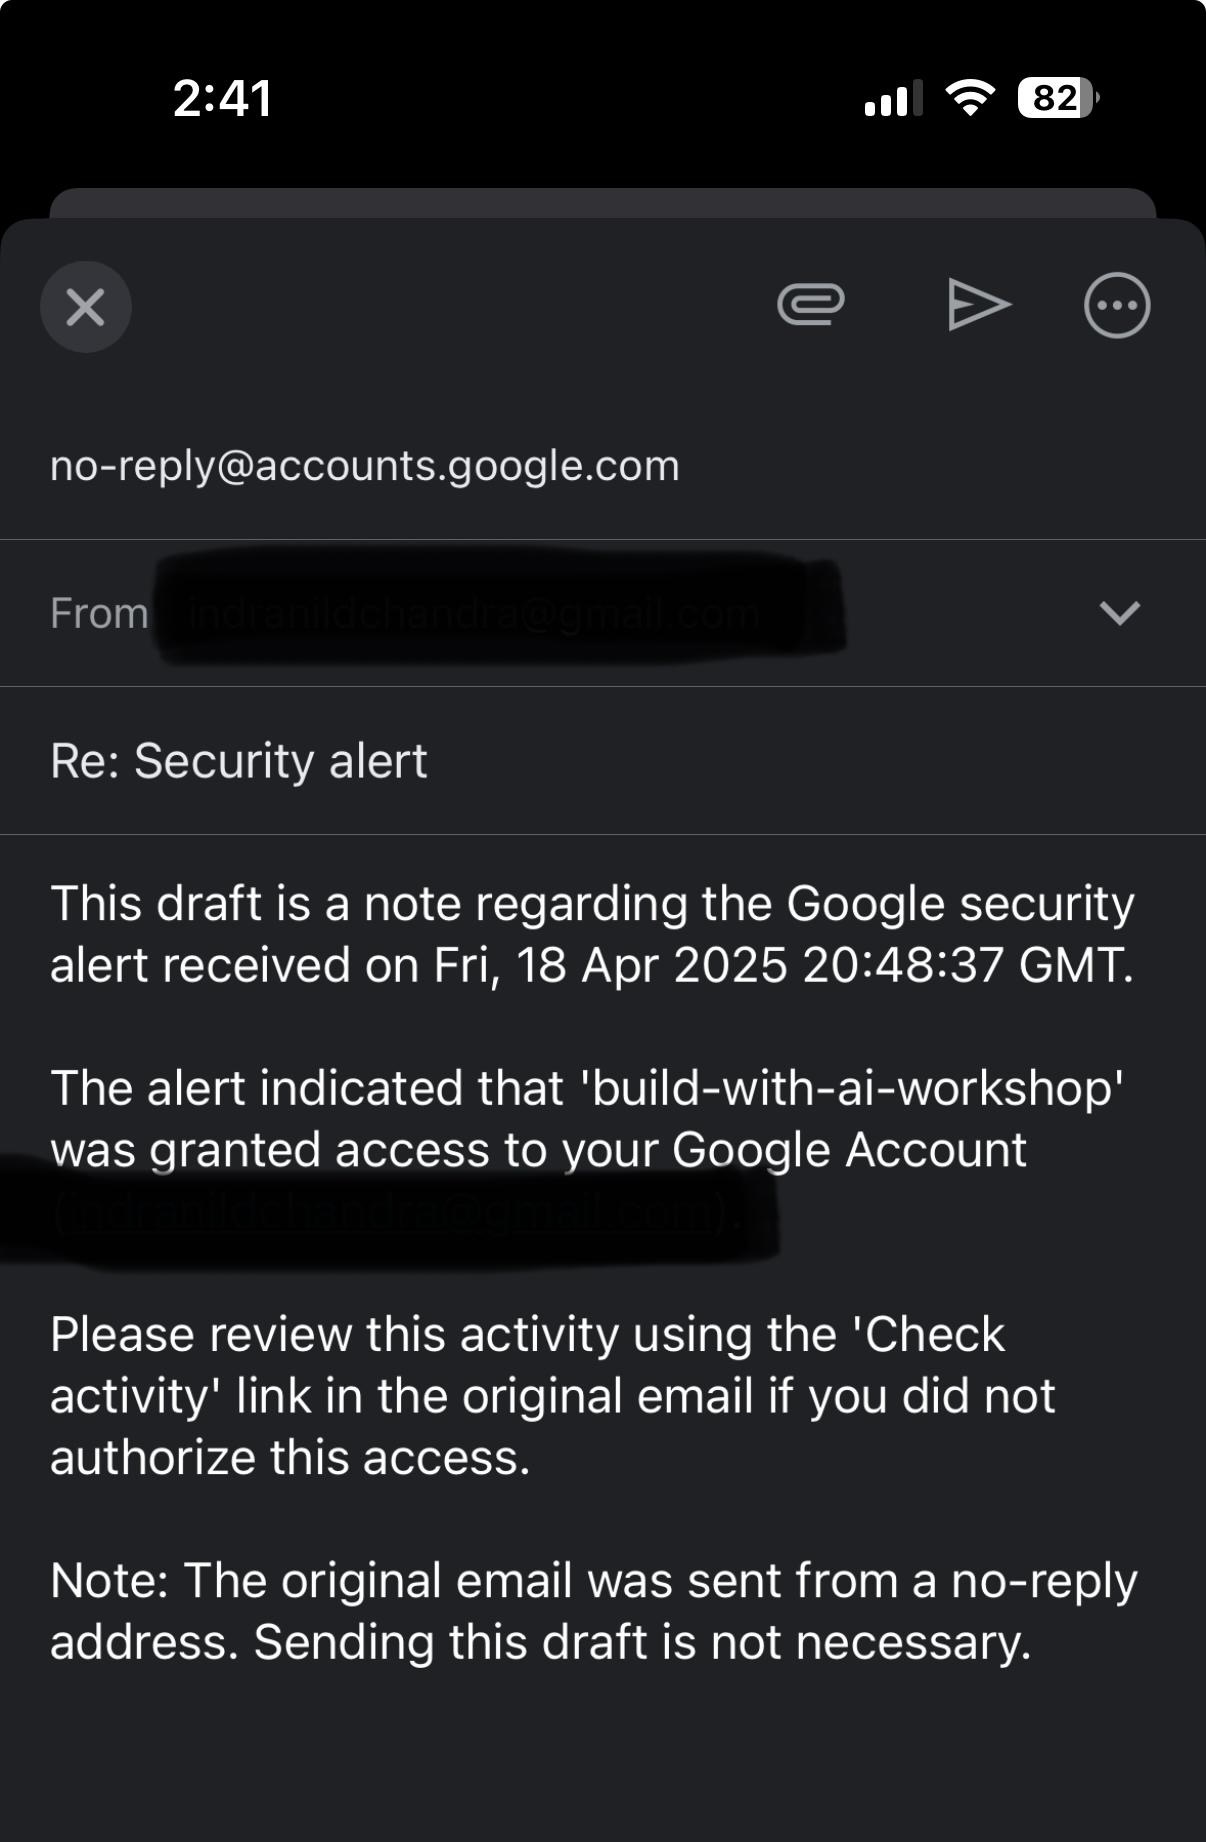 2:41
82
no-reply@accounts.google.com
From
Re: Security alert
This draft is a note regarding the Google security
alert received on Fri, 18 Apr 2025 20:48:37 GMT.
The alert indicated that 'build-with-ai-workshop'
was granted access to your Google Account
Please review this activity using the 'Check
activity' link in the original email if you did not
authorize this access.
Note: The original email was sent from a no-reply
address. Sending this draft is not necessary.